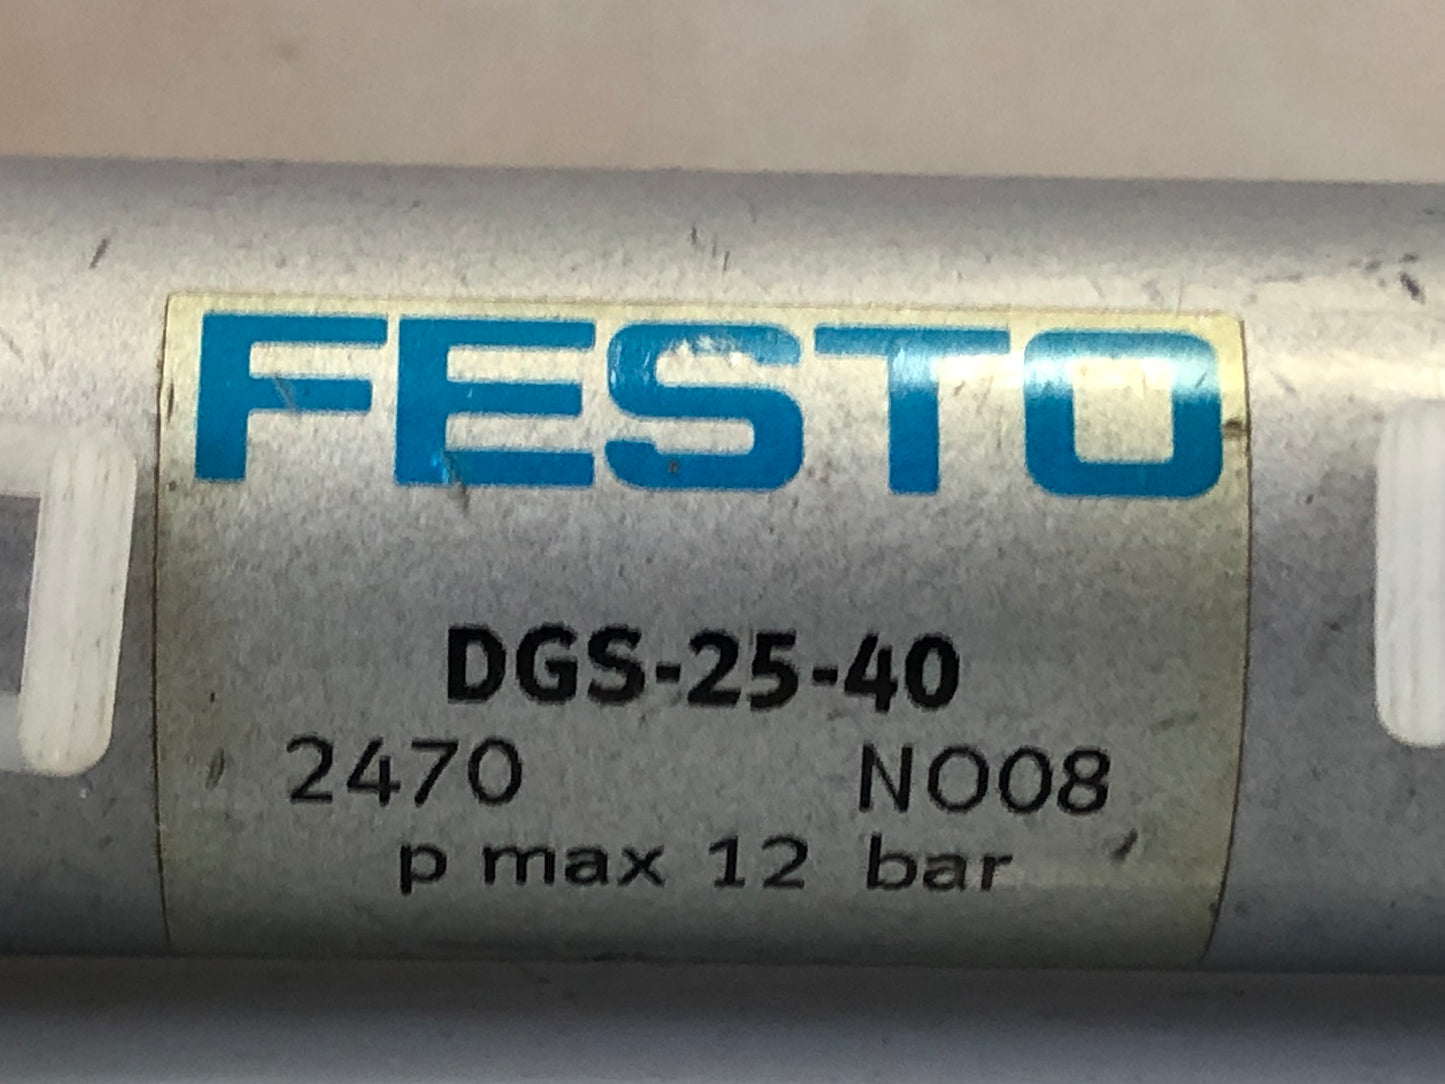 FESTO
DGS-25-40
2470 NO08
p max 12 bar